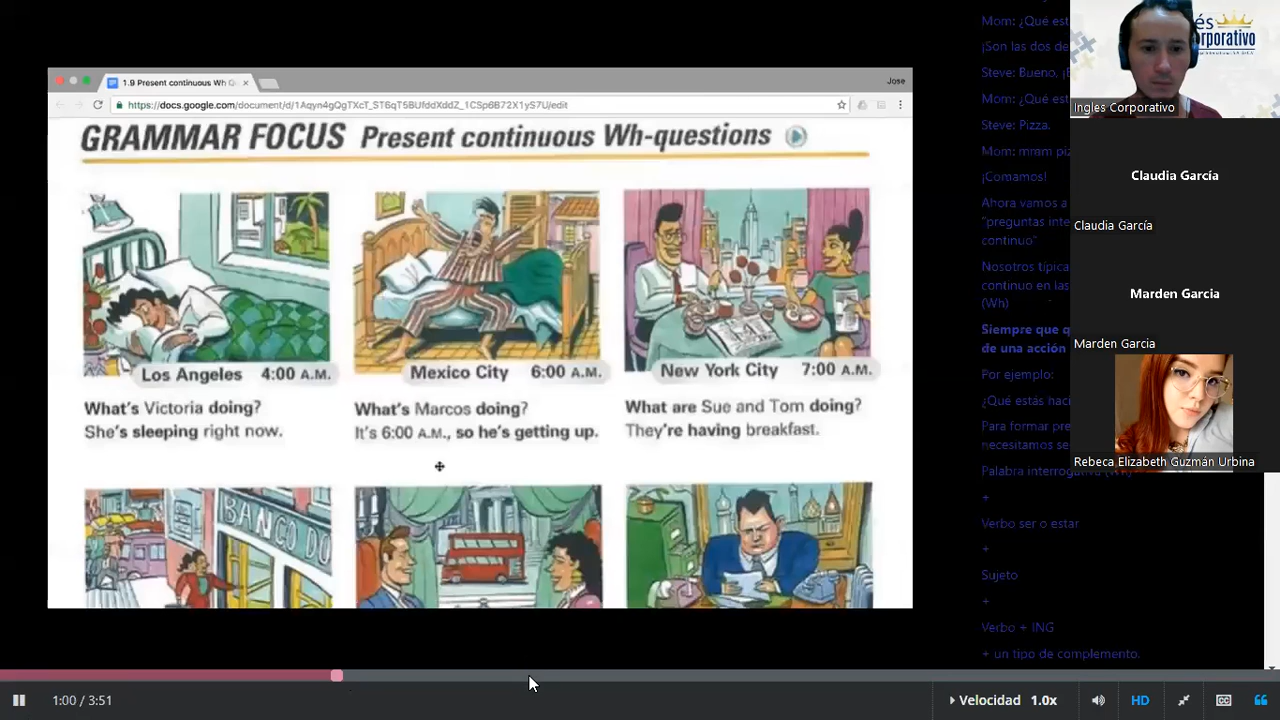 1.9 Present continuous Wh Q
Jose
https://docs.google.com/document/d/1Aqyn4gQgTXcT_ST6qT5BUfddXddZ_1CSp6B72X1yS7U/edit
GRAMMAR FOCUS Present continuous Wh-questions
Los Angeles 4:00 A.M.
Mexico City 6:00 A.M.
New York City 7:00 A.M.
What's Victoria doing?
She's sleeping right now.
What's Marcos doing?
It's 6:00 A.M., so he's getting up.
What are Sue and Tom doing?
They're having breakfast.
BANCO DO
Mom: ¿Qué est
¡Son las dos de
Steve: Bueno, ¡
Mom: ¿Qué est
Steve: Pizza.
Mom: mmm piz
¡Comamos!
Ahora vamos a
"preguntas inte
continuo"
Nosotros típica
continuo en las
(Wh)
Siempre que q
de una acción
Por ejemplo:
¿Qué estás haci
Para formar pre
necesitamos se
Palabra interrogativa (WH)
+
Verbo ser o estar
+
Sujeto
+
Verbo + ING
+ un tipo de complemento.
és
rporativo
Ingles Corporativo
Claudia García
Claudia García
Marden Garcia
Marden Garcia
Rebeca Elizabeth Guzmán Urbina
1:00 / 3:51
Velocidad 1.0x
HD
CC